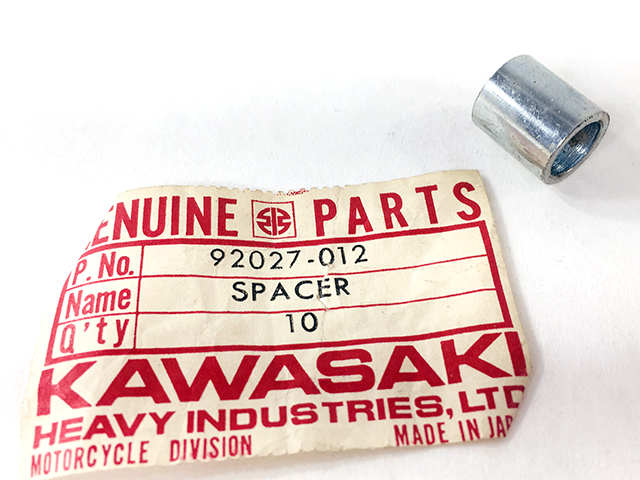 ENUINE PARTS
P. No. 92027-012
Name SPACER
Q'ty 10
KAWASAKI
HEAVY INDUSTRIES, LTD
MOTORCYCLE DIVISION MADE IN JAP